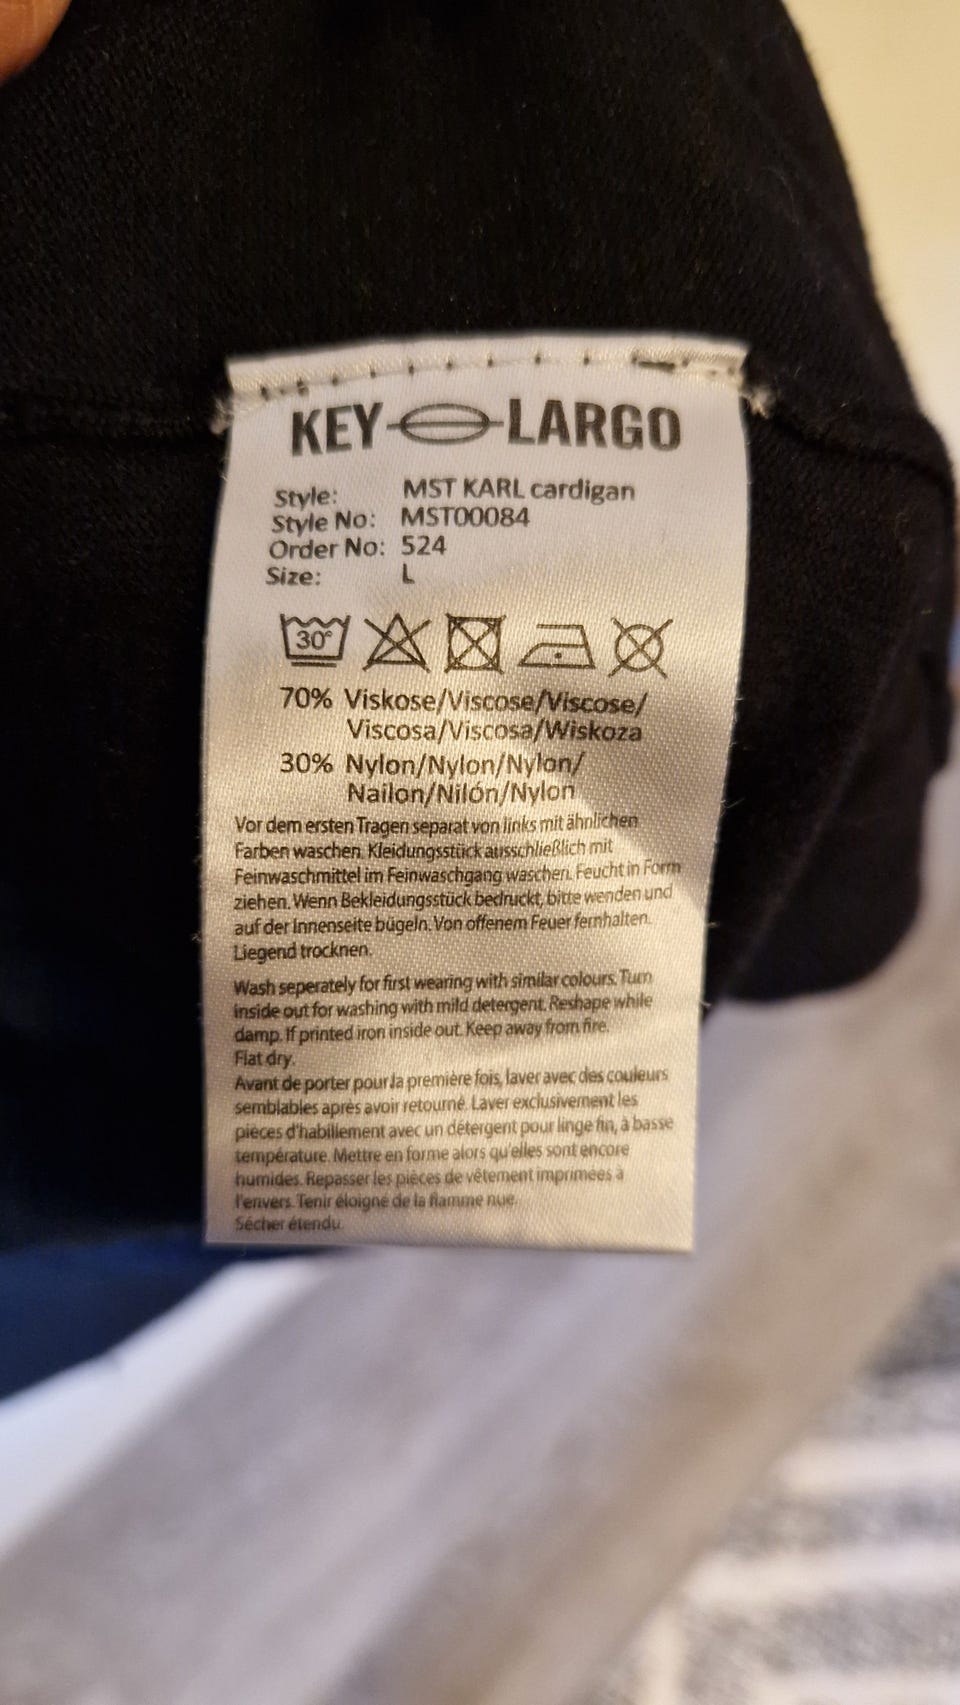 KEY LARGO
Style: MST KARL cardigan
Style No: MST00084
Order No: 524
Size: L
30°
70% Viskose/Viscose/Viscose/
Viscosa/Viscosa/Wiskoza
30% Nylon/Nylon/Nylon/
Nailon/Nilón/Nylon
Vor dem ersten Tragen separat von links mit ähnlichen
Farben waschen. Kleidungsstück ausschließlich mit
Feinwaschmittel im Feinwaschgang waschen. Feucht in Form
ziehen. Wenn Bekleidungsstück bedruckt, bitte wenden und
auf der Innenseite bügeln. Von offenem Feuer fernhalten.
Liegend trocknen.
Wash seperately for first wearing with similar colours. Turn
inside out for washing with mild detergent. Reshape while
damp. If printed iron inside out. Keep away from fire.
Flat dry.
Avant de porter pour la première fois, laver avec des couleurs
semblables après avoir retourné. Laver exclusivement les
pièces d'habillement avec un détergent pour linge fin, à basse
température. Mettre en forme alors qu'elles sont encore
humides. Repasser les pièces de vêtement imprimées à
l'envers. Tenir éloigné de la flamme nue.
Sécher étendu.